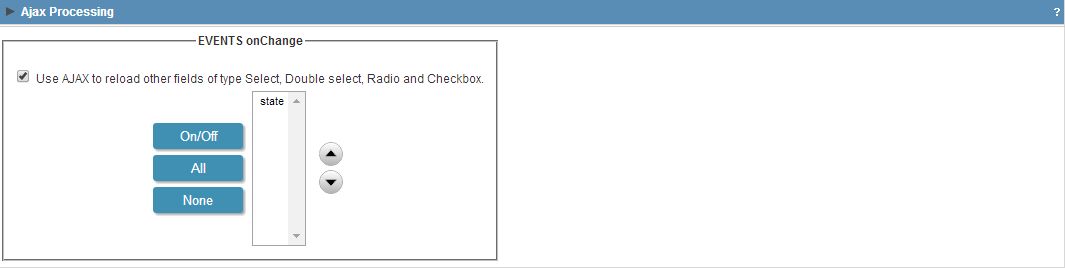 Ajax Processing ?
EVENTS onChange
Use AJAX to reload other fields of type Select, Double select, Radio and Checkbox.
state
On/Off
All
None